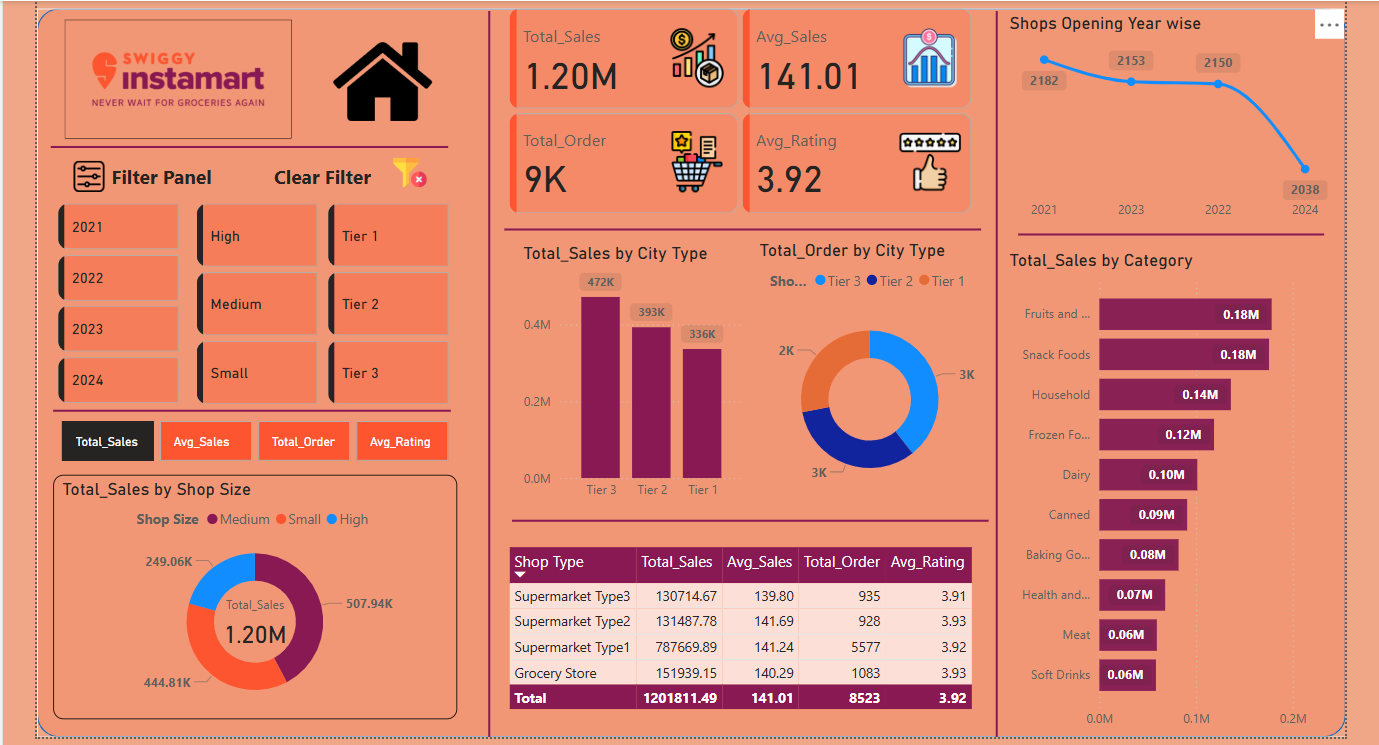 SWIGGY
instamart
NEVER WAIT FOR GROCERIES AGAIN
Filter Panel
Clear Filter
2021
2022
2023
2024
High
Medium
Small
Tier 1
Tier 2
Tier 3
Total_Sales
Avg_Sales
Total_Order
Avg_Rating
Total_Sales by Shop Size
Shop Size Medium Small High
249.06K
507.94K
444.81K
Total_Sales
1.20M
Total_Sales
1.20M
Avg_Sales
141.01
Total_Order
9K
Avg_Rating
3.92
Total_Sales by City Type
472K
393K
336K
0.4M
0.2M
0.0M
Tier 3 Tier 2 Tier 1
Total_Order by City Type
Sho... Tier 3 Tier 2 Tier 1
2K
3K
3K
Shop Type Total_Sales Avg_Sales Total_Order Avg_Rating
Supermarket Type3 130714.67 139.80 935 3.91
Supermarket Type2 131487.78 141.69 928 3.93
Supermarket Type1 787669.89 141.24 5577 3.92
Grocery Store 151939.15 140.29 1083 3.93
Total 1201811.49 141.01 8523 3.92
Shops Opening Year wise
2182
2153
2150
2038
2021 2023 2022 2024
Total_Sales by Category
Fruits and ... 0.18M
Snack Foods 0.18M
Household 0.14M
Frozen Fo... 0.12M
Dairy 0.10M
Canned 0.09M
Baking Go... 0.08M
Health and... 0.07M
Meat 0.06M
Soft Drinks 0.06M
0.0M 0.1M 0.2M